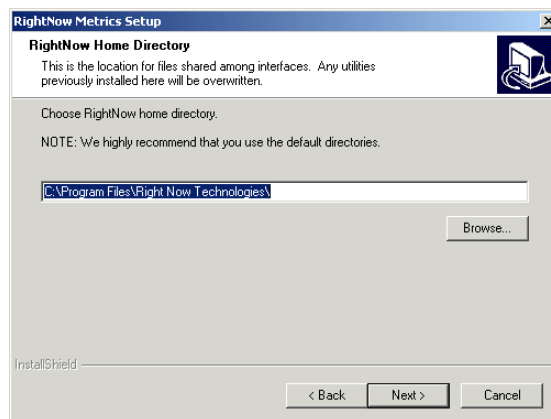 RightNow Metrics Setup
RightNow Home Directory
This is the location for files shared among interfaces. Any utilities
previously installed here will be overwritten.
Choose RightNow home directory.
NOTE: We highly recommend that you use the default directories.
C:\Program Files\Right Now Technologies\
Browse...
InstallShield
< Back
Next >
Cancel